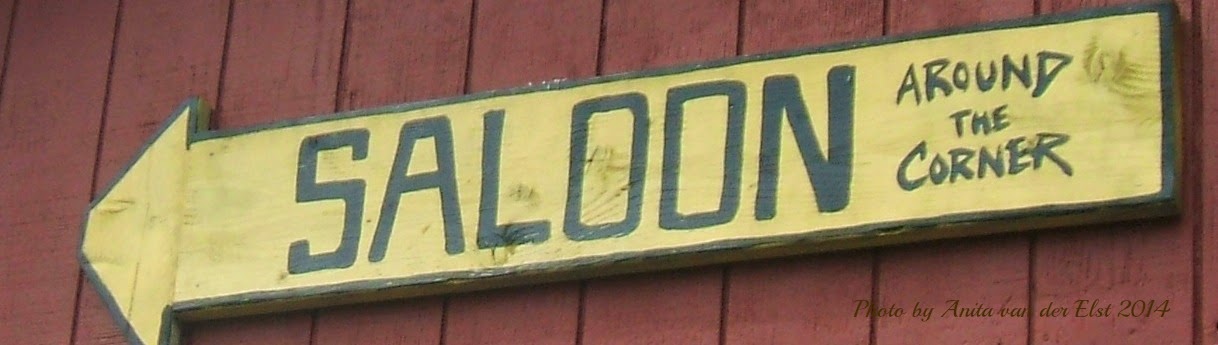 SALOON
AROUND
THE
CORNER
Photo by Anita van der Elst 2014